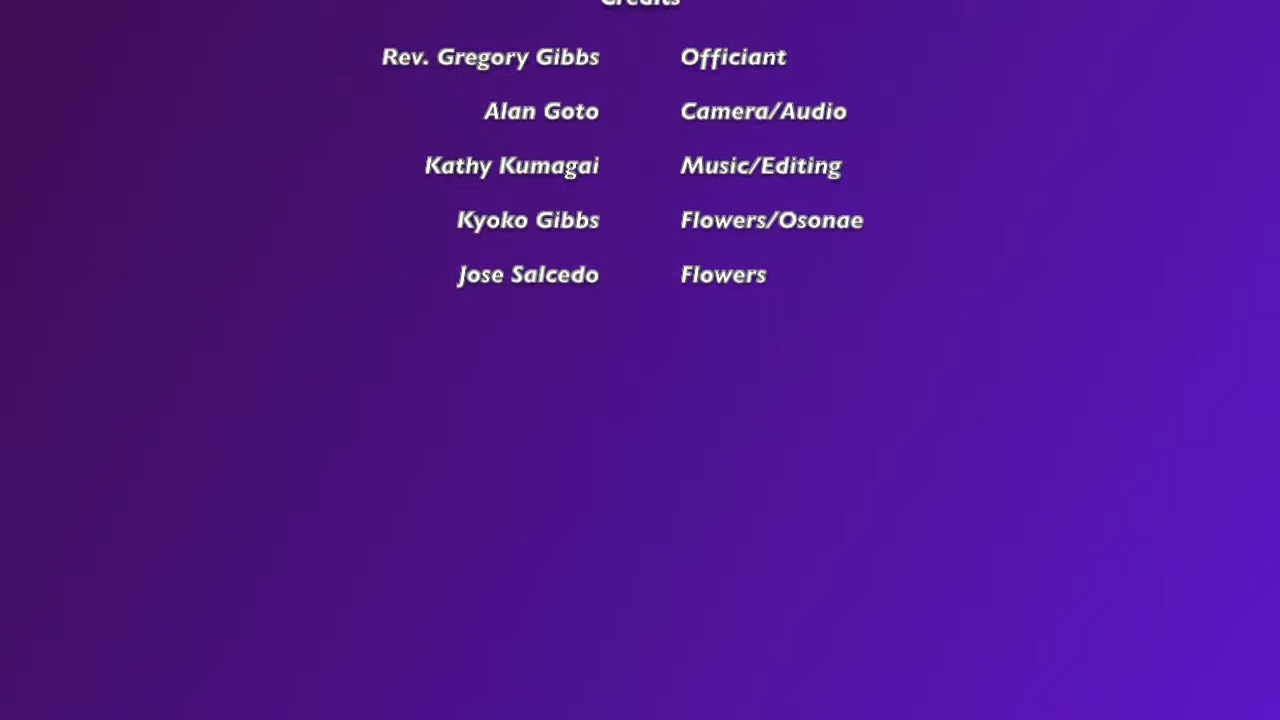 Credits
Rev. Gregory Gibbs Officiant
Alan Goto Camera/Audio
Kathy Kumagai Music/Editing
Kyoko Gibbs Flowers/Osonae
Jose Salcedo Flowers